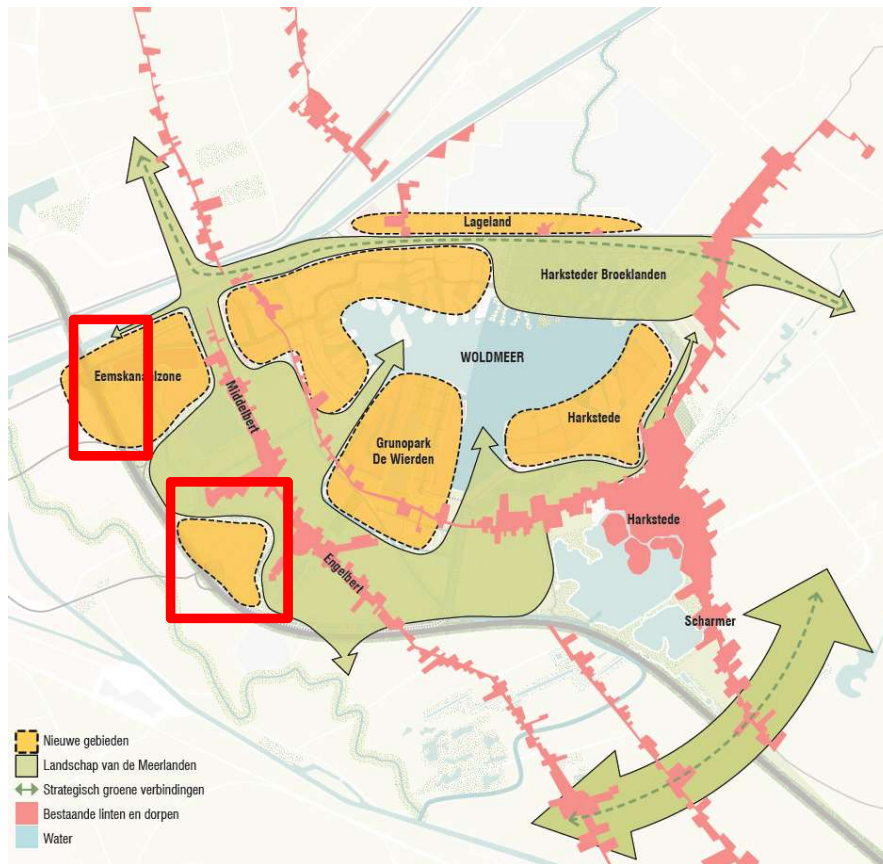 Lageland
Harksteder Broeklanden
WOLDMEER
Eemskanaalzone
Middelbert
Harkstede
Grunopark
De Wierden
Harkstede
Engelbert
Scharmer
Nieuwe gebieden
Landschap van de Meerlanden
Strategisch groene verbindingen
Bestaande linten en dorpen
Water